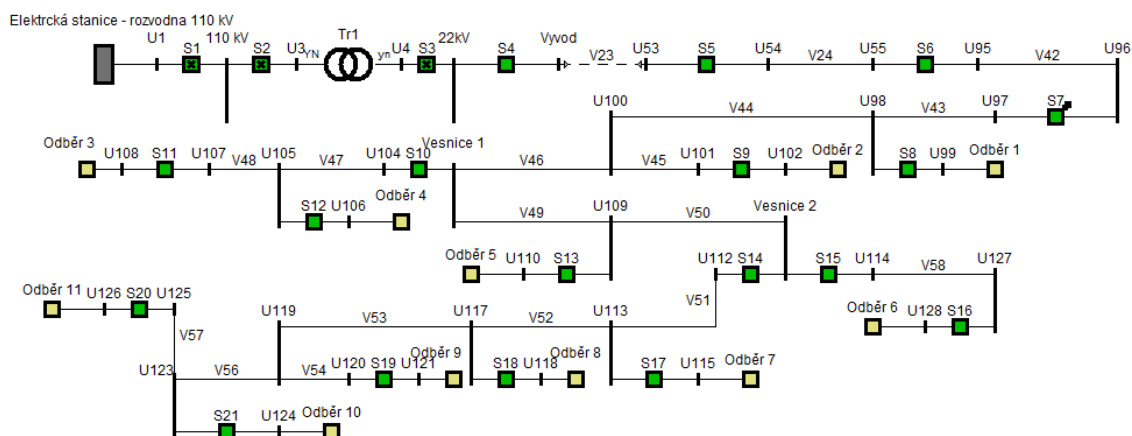 Elektrcká stanice - rozvodna 110 kV
U1 S1 110 kV S2 U3 YN Tr1 yn U4 S3 22kV S4 Vyvod V23 U53 S5 U54 V24 U55 S6 U95 V42 U96
U100 V44 U98 V43 U97 S7
Odběr 3 U108 S11 U107 V48 U105 V47 U104 S10 Vesnice 1 V46 V45 U101 S9 U102 Odběr 2 S8 U99 Odběr 1
S12 U106 Odběr 4 V49 U109 V50 Vesnice 2
Odběr 5 U110 S13 U112 S14 S15 U114 V58 U127
Odběr 11 U126 S20 U125 V51 Odběr 6 U128 S16
V57 U119 V53 U117 V52 U113
U123 V56 V54 U120 S19 U121 Odběr 9 S18 U118 Odběr 8 S17 U115 Odběr 7
S21 U124 Odběr 10